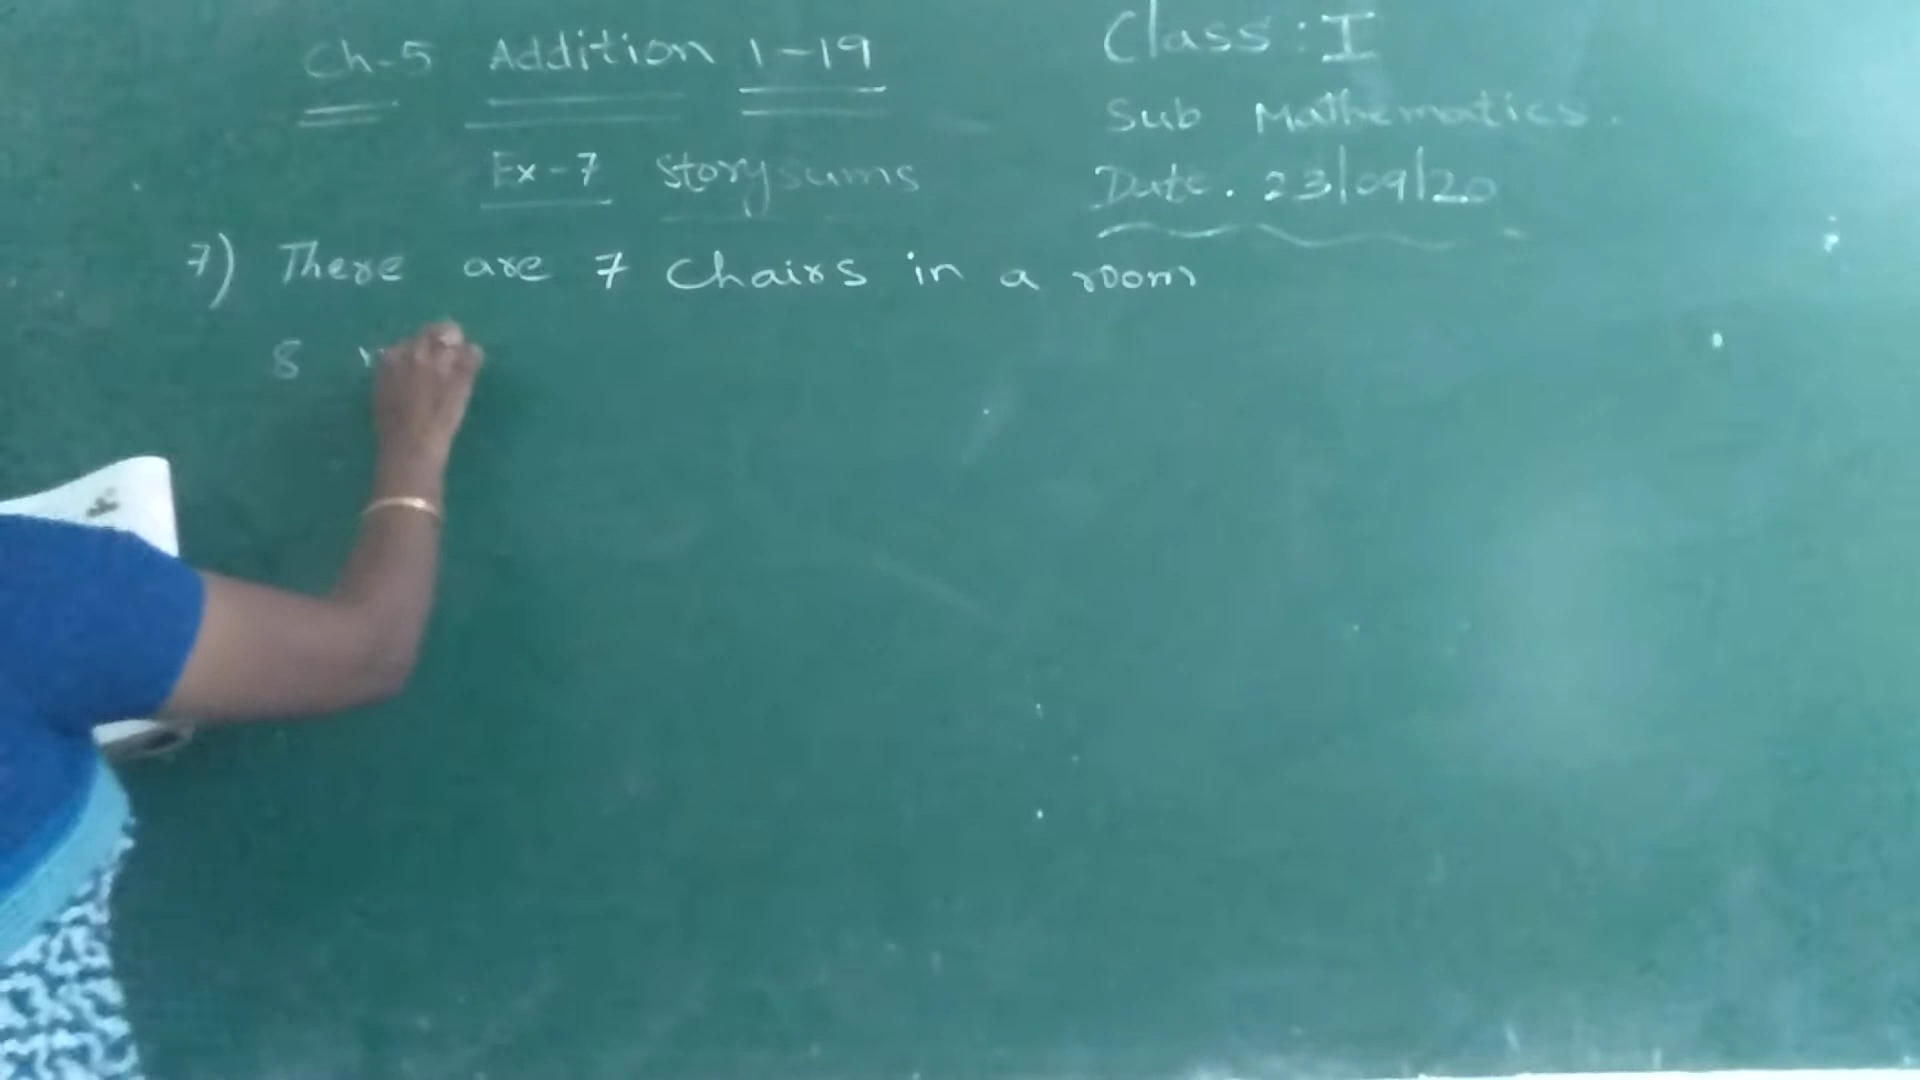 Ch-5 Addition 1-19
Ex-7 Storysums
Class: I
Sub Mathematics.
Date. 23/09/20
7) There are 7 Chairs in a room
8